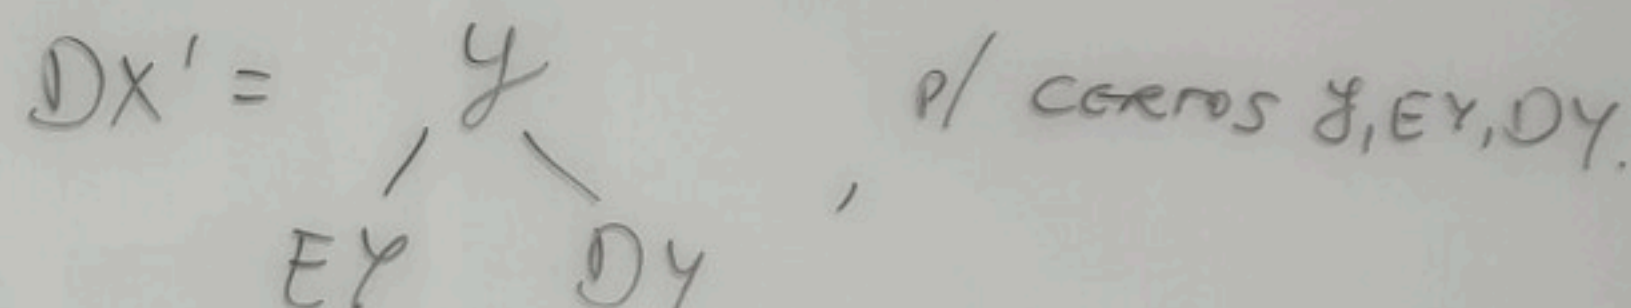 DX' = y , p/ certos y, EY, DY.
EY DY